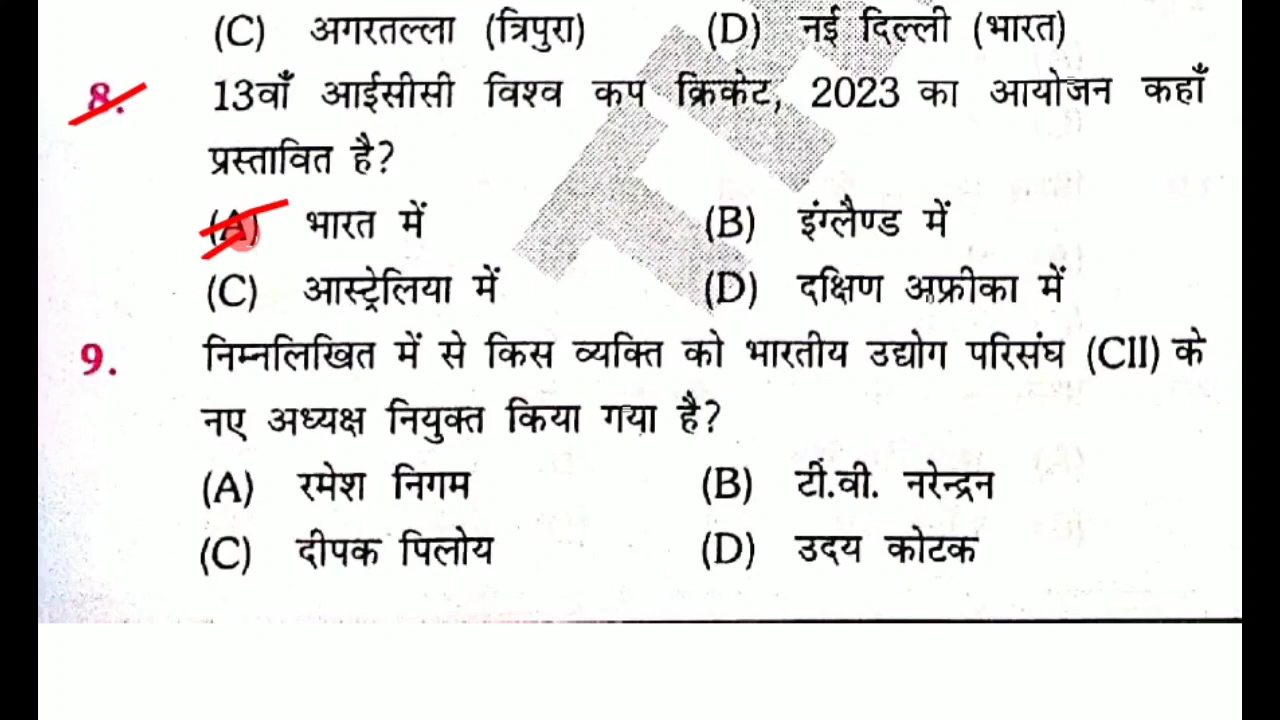 (C) अगरतल्ला (त्रिपुरा) (D) नई दिल्ली (भारत)
8. 13वाँ आईसीसी विश्व कप क्रिकेट, 2023 का आयोजन कहाँ
प्रस्तावित है?
(A) भारत में (B) इंग्लैण्ड में
(C) आस्ट्रेलिया में (D) दक्षिण अफ्रीका में
9. निम्नलिखित में से किस व्यक्ति को भारतीय उद्योग परिसंघ (CII) के
नए अध्यक्ष नियुक्त किया गया है?
(A) रमेश निगम (B) टी.वी. नरेन्द्रन
(C) दीपक पिलोय (D) उदय कोटक